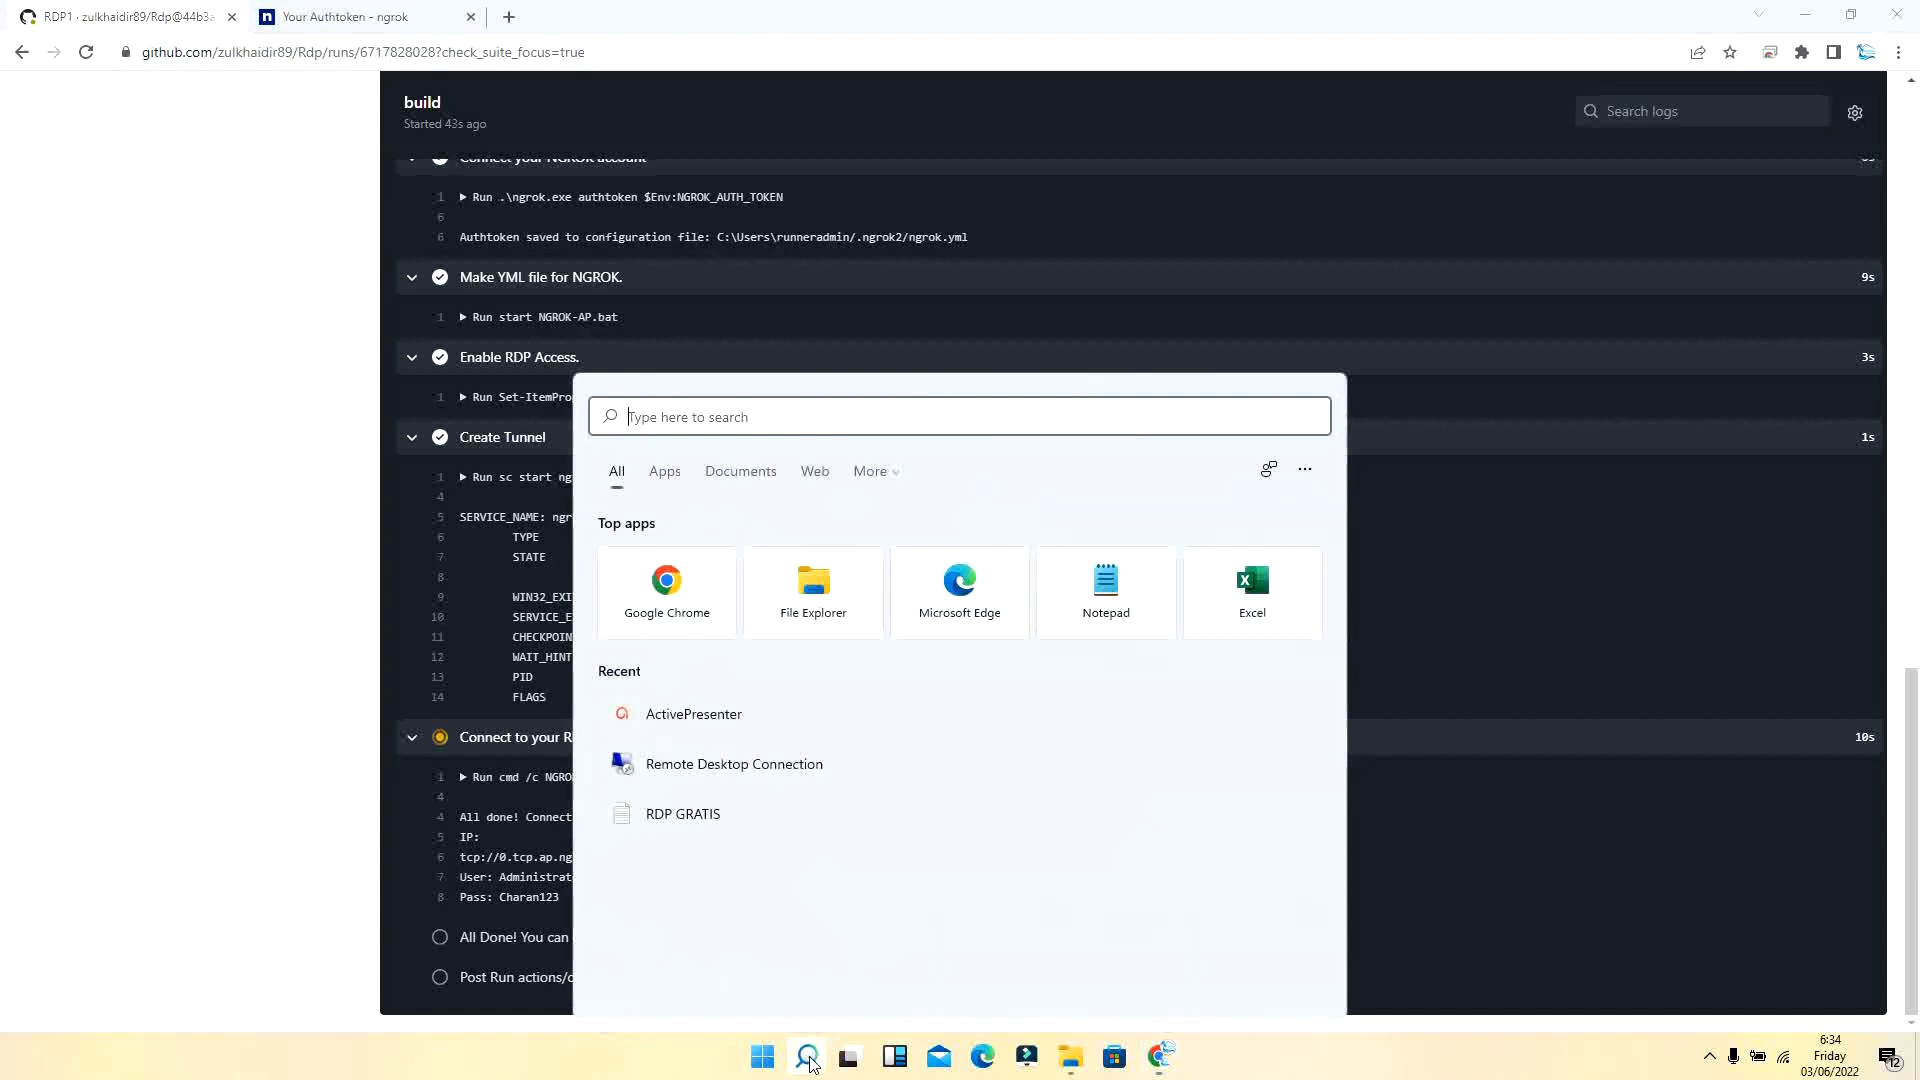 RDP1 · zulkhaidir89/Rdp@44b3a
Your Authtoken - ngrok
github.com/zulkhaidir89/Rdp/runs/6717828028?check_suite_focus=true
build
Started 43s ago
Search logs
Connect your NGROK account
1 Run .\ngrok.exe authtoken $Env:NGROK_AUTH_TOKEN
6
6 Authtoken saved to configuration file: C:\Users\runneradmin/.ngrok2/ngrok.yml
Make YML file for NGROK. 9s
1 Run start NGROK-AP.bat
Enable RDP Access. 3s
1 Run Set-ItemPro
Create Tunnel 1s
1 Run sc start ng
4
5 SERVICE_NAME: ngr
6 TYPE
7 STATE
8
9 WIN32_EXI
10 SERVICE_E
11 CHECKPOIN
12 WAIT_HINT
13 PID
14 FLAGS
Connect to your R 10s
1 Run cmd /c NGRO
4
4 All done! Connect
5 IP:
6 tcp://0.tcp.ap.ng
7 User: Administrat
8 Pass: Charan123
All Done! You can
Post Run actions/c
Type here to search
All Apps Documents Web More
Top apps
Google Chrome File Explorer Microsoft Edge Notepad Excel
Recent
ActivePresenter
Remote Desktop Connection
RDP GRATIS
6:34
Friday
03/06/2022
12